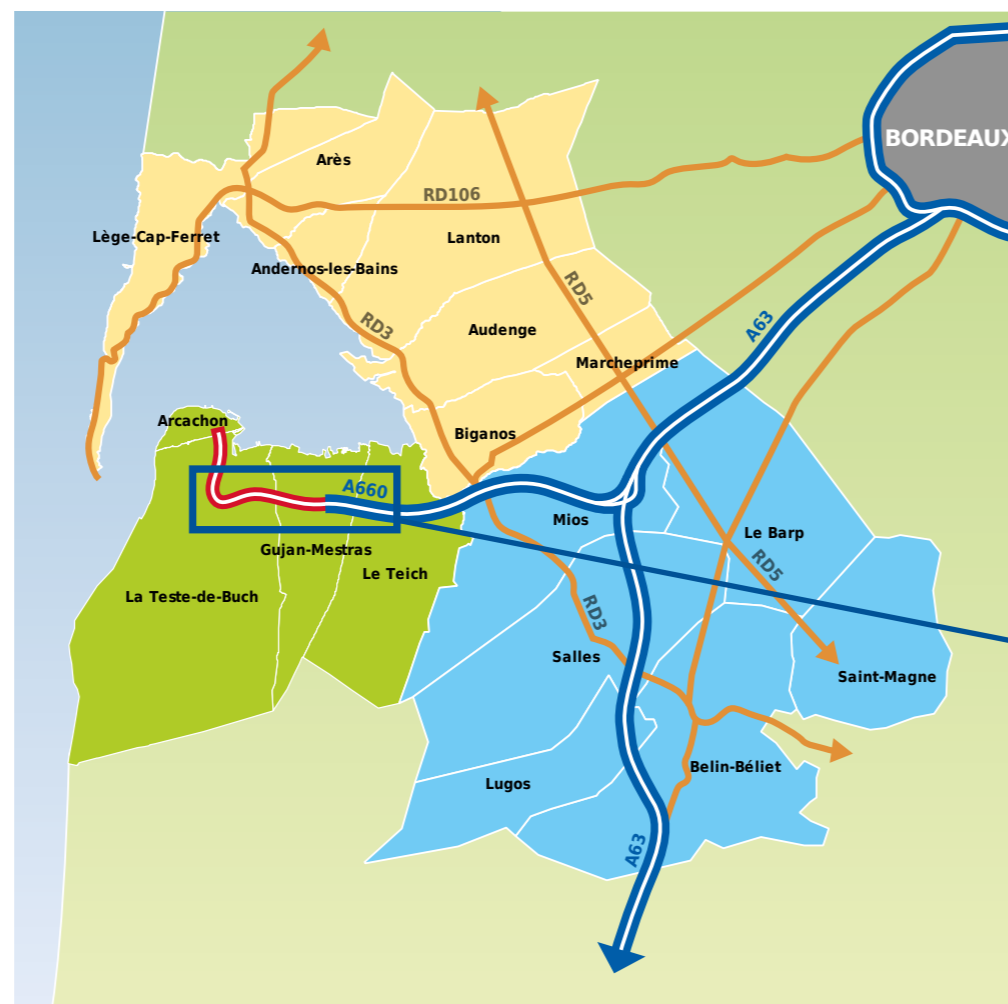 BORDEAUX
Arès
RD106
Lège-Cap-Ferret
Lanton
Andernos-les-Bains
RD5
RD3
Audenge
A63
Marcheprime
Arcachon
Biganos
A660
Mios
Le Barp
Gujan-Mestras
Le Teich
RD5
La Teste-de-Buch
RD3
Salles
Saint-Magne
Belin-Béliet
Lugos
A63